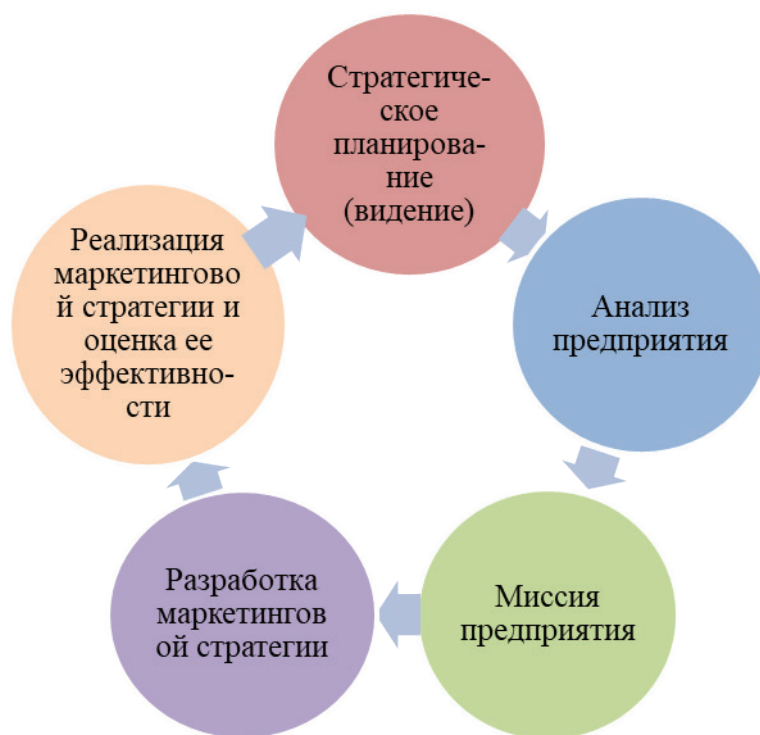 Стратегиче-
ское
планирова-
ние
(видение)
Анализ
предприятия
Миссия
предприятия
Разработка
маркетингов
ой стратегии
Реализация
маркетингово
й стратегии и
оценка ее
эффективно-
сти